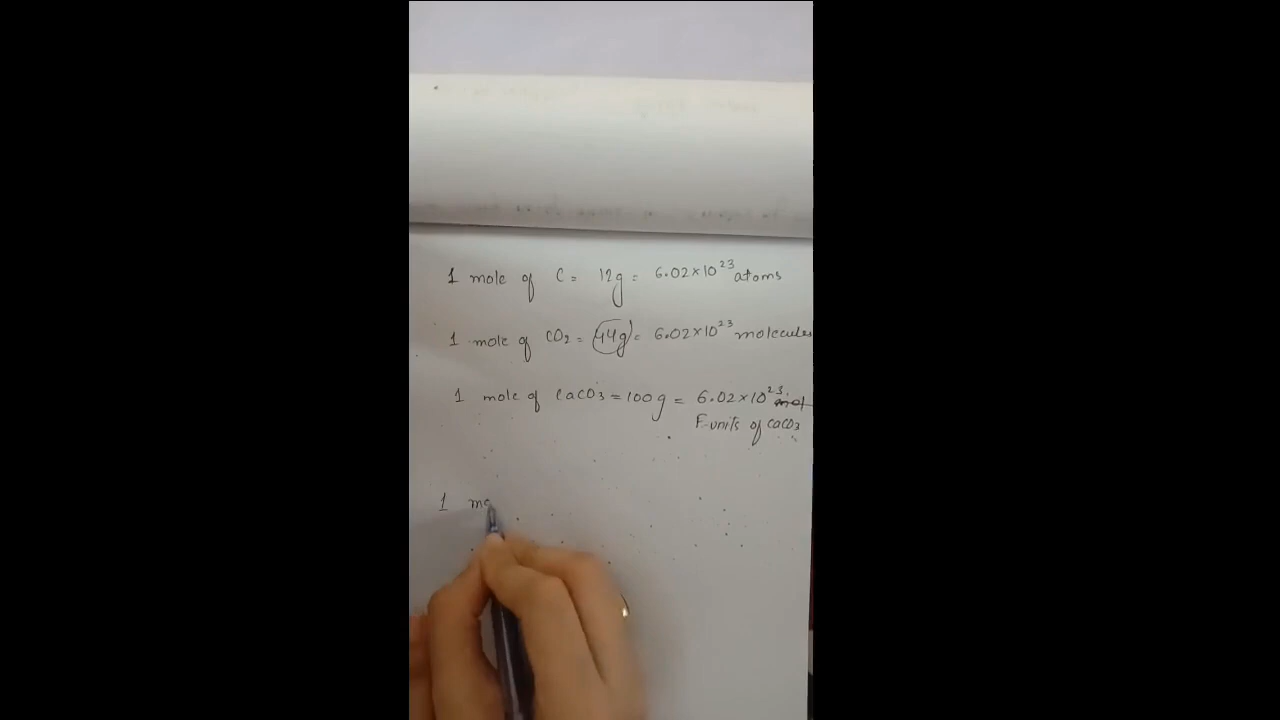 1 mole of C = 12g = 6.02×10²³ atoms
1 mole of CO₂ = 44g = 6.02×10²³ molecules
1 mole of CaCO₃ = 100g = 6.02×10²³ mol
F-units of CaCO₃
1 mo